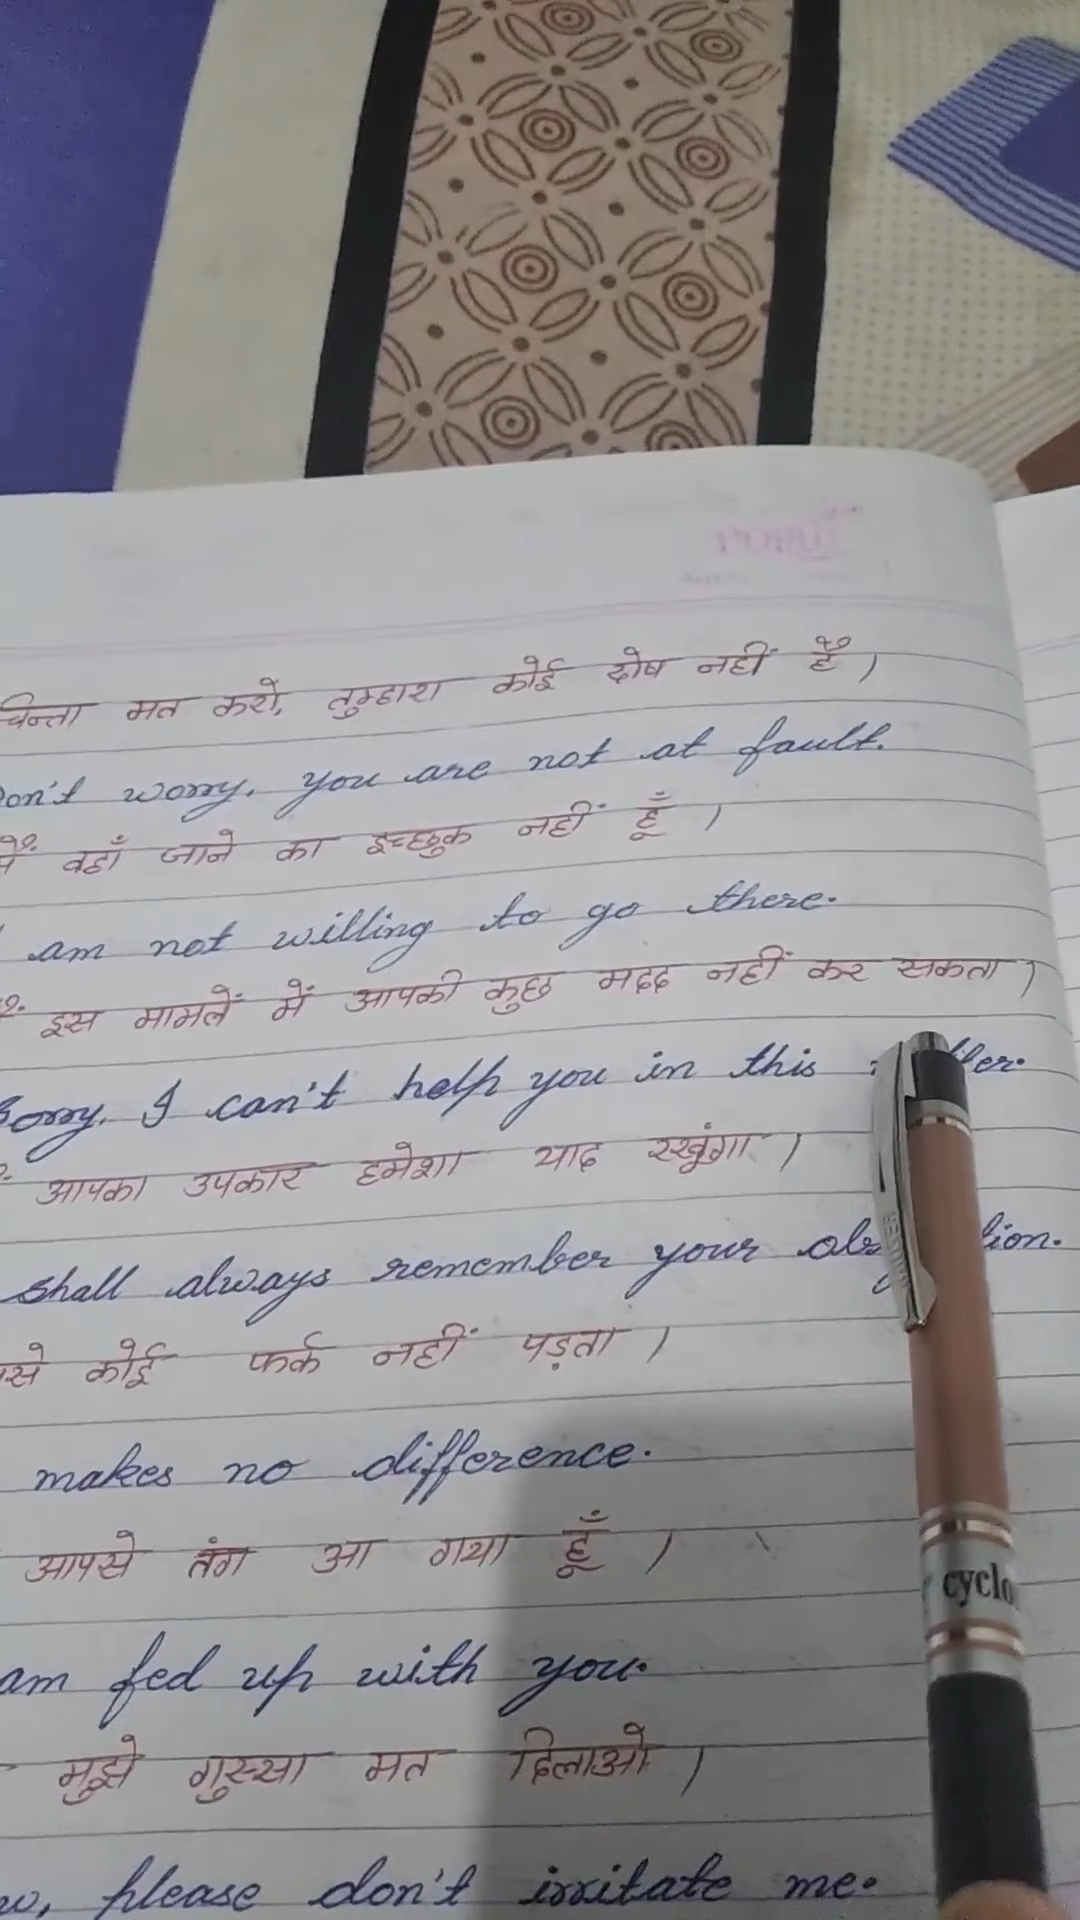 चिन्ता मत करो, तुम्हारा कोई दोष नहीं है।
Don't worry, you are not at fault.
मैं वहाँ जाने का इच्छुक नहीं हूँ।
I am not willing to go there.
इस मामलें में आपकी कुछ मदद नहीं कर सकता।
Sorry, I can't help you in this
आपका उपकार हमेशा याद रखूंगा।
shall always remember your
कोई फर्क नहीं पड़ता।
makes no difference.
आपसे तंग आ गया हूँ।
am fed up with you.
मुझे गुस्सा मत दिलाओ।
please don't irritate me.
cyclo